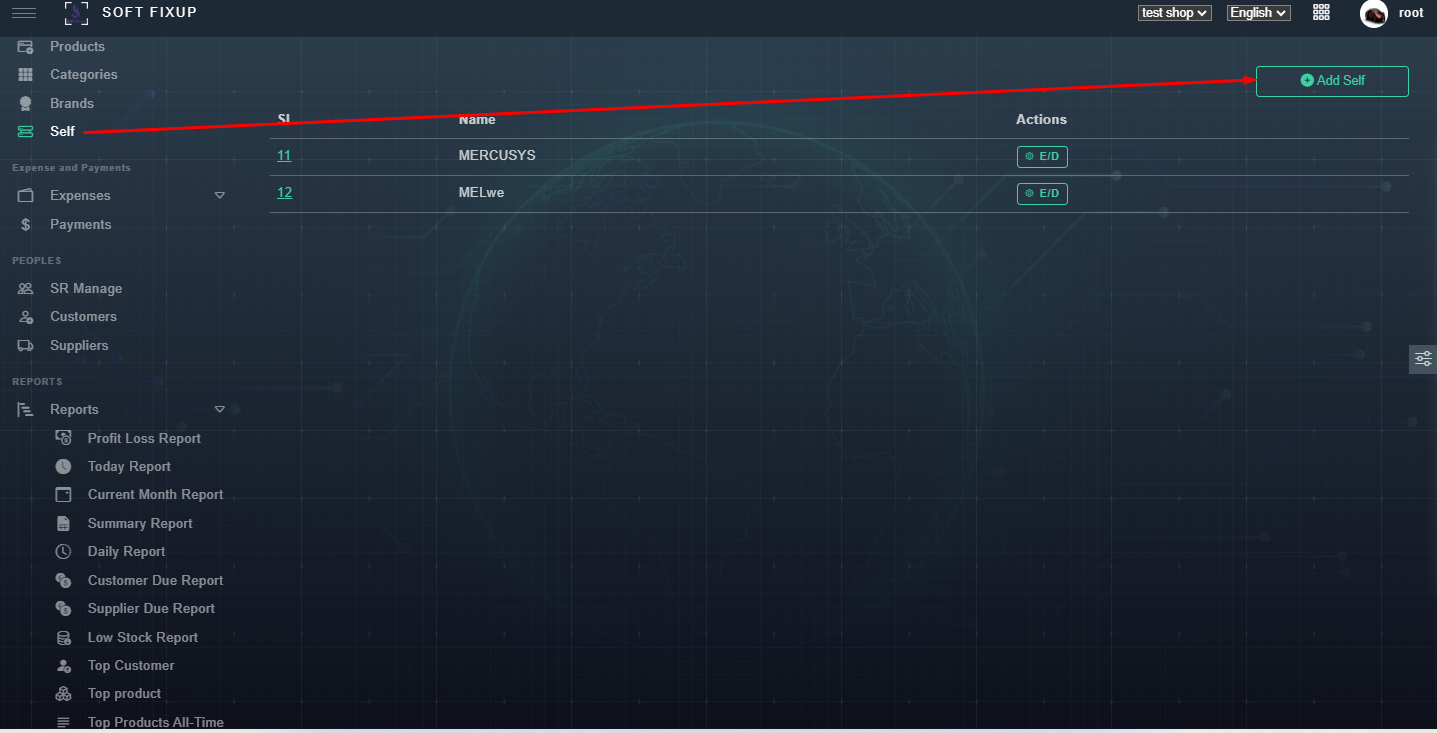 SOFT FIXUP
test shop
English
root
Products
Categories
Brands
Self
Expense and Payments
Expenses
$ Payments
PEOPLES
SR Manage
Customers
Suppliers
REPORTS
Reports
Profit Loss Report
Today Report
Current Month Report
Summary Report
Daily Report
Customer Due Report
Supplier Due Report
Low Stock Report
Top Customer
Top product
Top Products All-Time
Add Self
SL Name Actions
11 MERCUSYS E/D
12 MELwe E/D